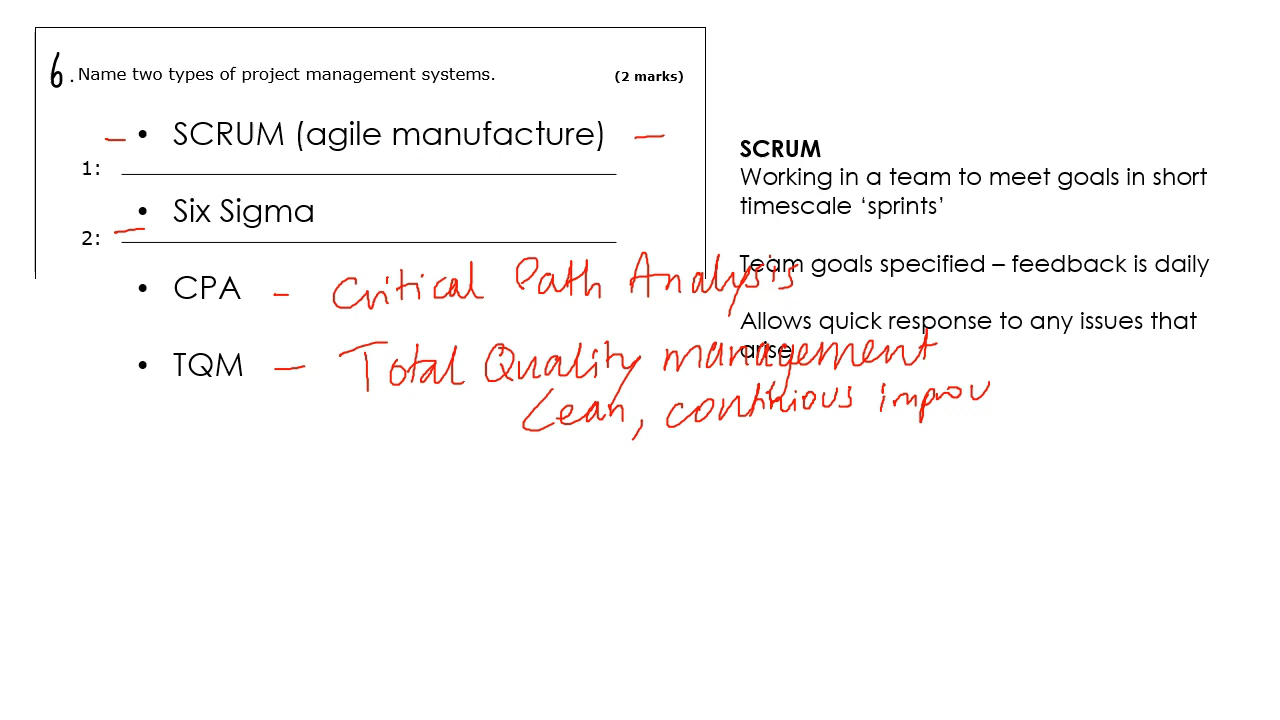 6. Name two types of project management systems. (2 marks)
• SCRUM (agile manufacture) –
1:
• Six Sigma
2:
• CPA – Critical Path Analysis
• TQM – Total Quality management
Lean, continious improv
SCRUM
Working in a team to meet goals in short
timescale ‘sprints’
Team goals specified – feedback is daily
Allows quick response to any issues that
arise